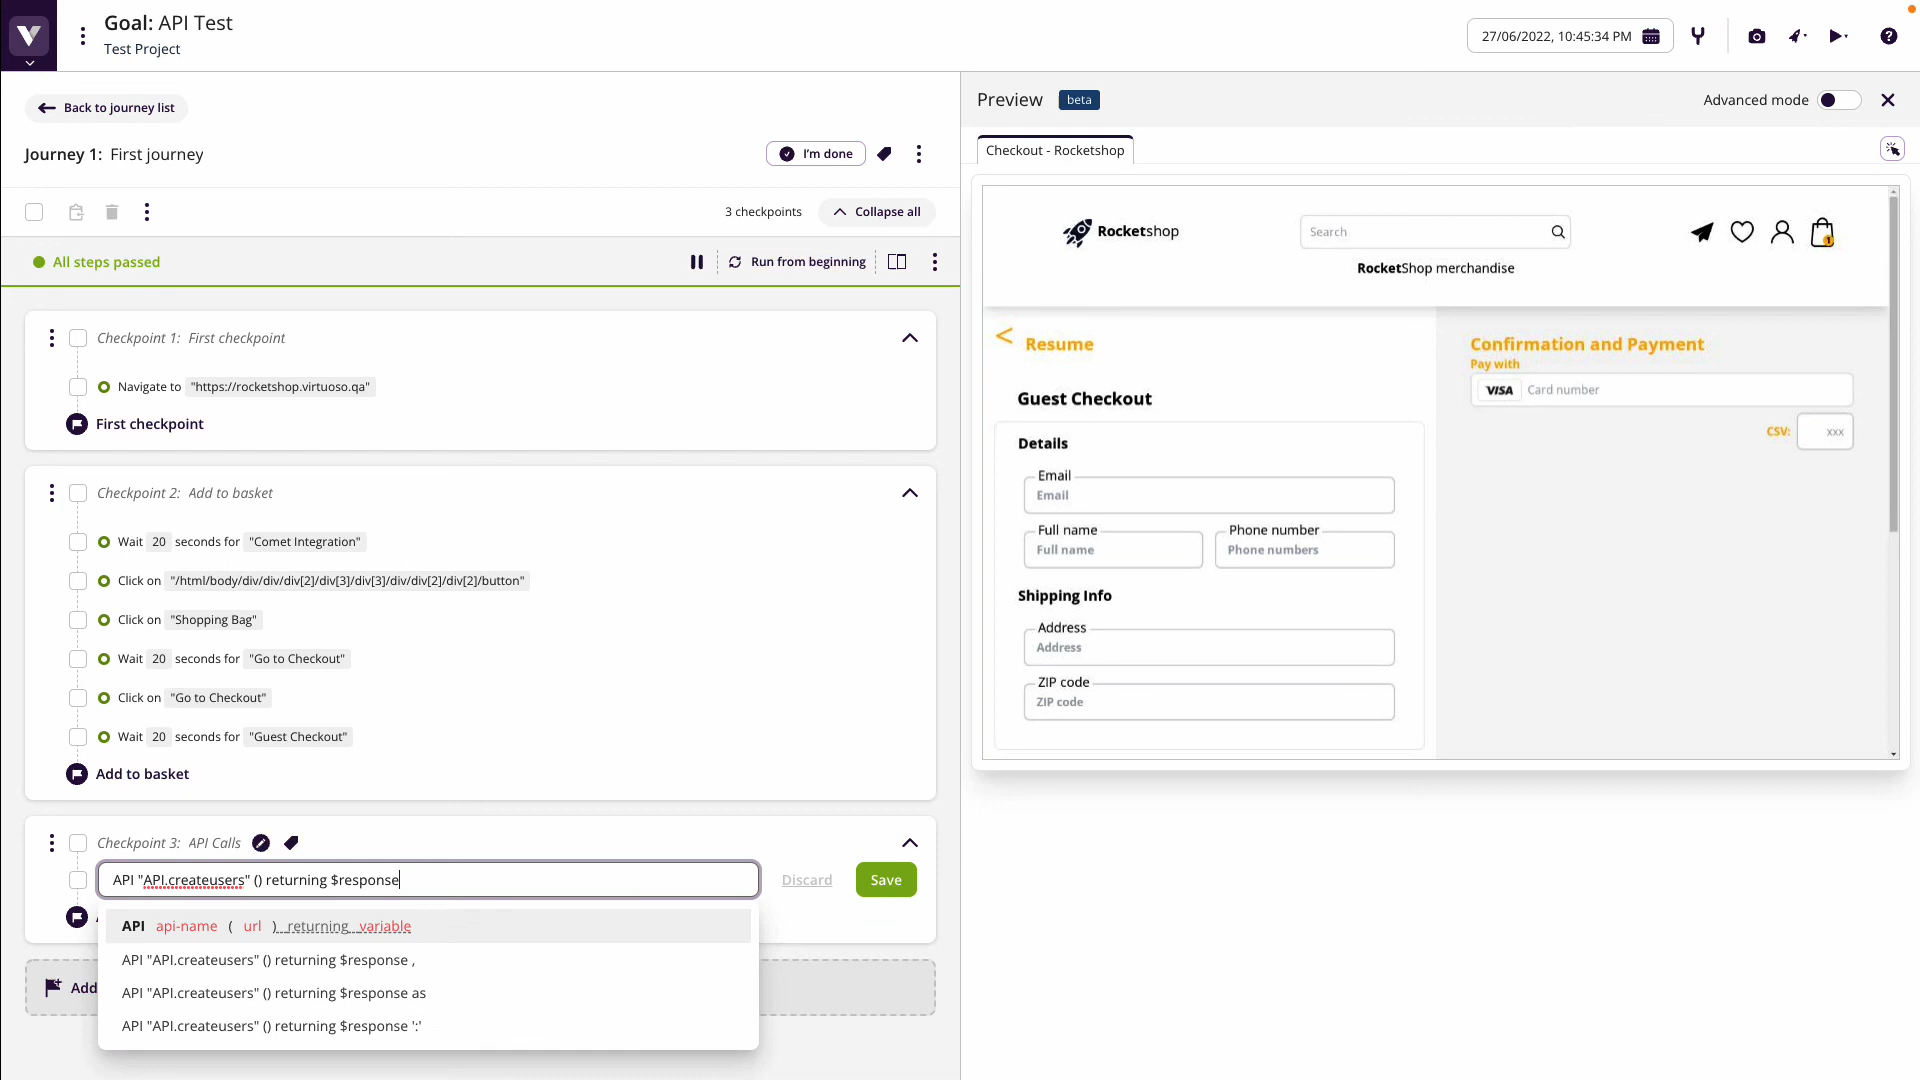 Goal: API Test
Test Project
27/06/2022, 10:45:34 PM
Back to journey list
Journey 1: First journey
I'm done
3 checkpoints
Collapse all
All steps passed
Run from beginning
Checkpoint 1: First checkpoint
Navigate to "https://rocketshop.virtuoso.qa"
First checkpoint
Checkpoint 2: Add to basket
Wait 20 seconds for "Comet Integration"
Click on "/html/body/div/div/div[2]/div[3]/div[3]/div/div[2]/div[2]/button"
Click on "Shopping Bag"
Wait 20 seconds for "Go to Checkout"
Click on "Go to Checkout"
Wait 20 seconds for "Guest Checkout"
Add to basket
Checkpoint 3: API Calls
API "API.createusers" () returning $response
Discard
Save
API api-name ( url ) returning variable
API "API.createusers" () returning $response ,
API "API.createusers" () returning $response as
API "API.createusers" () returning $response ':'
Add
Preview beta
Advanced mode
Checkout - Rocketshop
Rocketshop
Search
1
RocketShop merchandise
< Resume
Guest Checkout
Details
Email
Email
Full name
Full name
Phone number
Phone numbers
Shipping Info
Address
Address
ZIP code
ZIP code
Confirmation and Payment
Pay with
VISA Card number
CSV: xxx